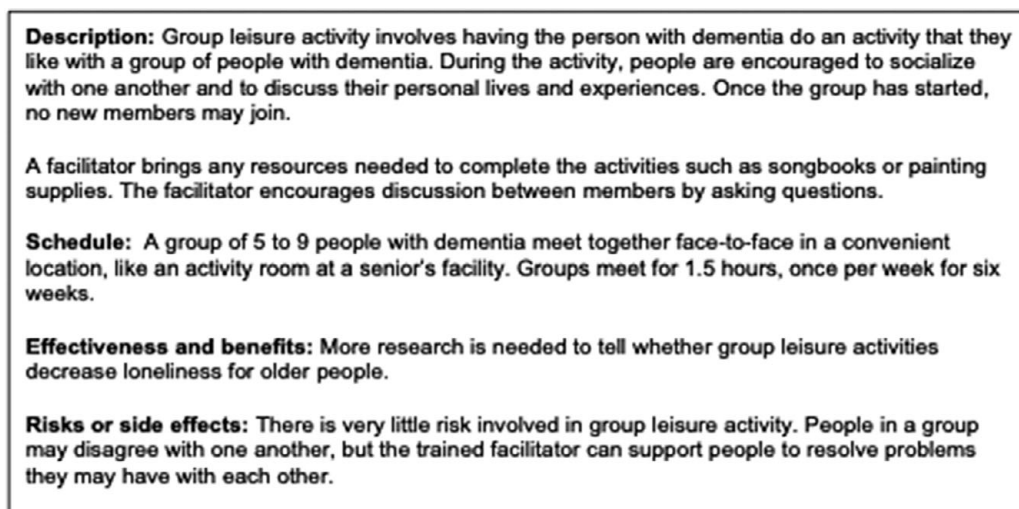 Description: Group leisure activity involves having the person with dementia do an activity that they
like with a group of people with dementia. During the activity, people are encouraged to socialize
with one another and to discuss their personal lives and experiences. Once the group has started,
no new members may join.
A facilitator brings any resources needed to complete the activities such as songbooks or painting
supplies. The facilitator encourages discussion between members by asking questions.
Schedule: A group of 5 to 9 people with dementia meet together face-to-face in a convenient
location, like an activity room at a senior's facility. Groups meet for 1.5 hours, once per week for six
weeks.
Effectiveness and benefits: More research is needed to tell whether group leisure activities
decrease loneliness for older people.
Risks or side effects: There is very little risk involved in group leisure activity. People in a group
may disagree with one another, but the trained facilitator can support people to resolve problems
they may have with each other.